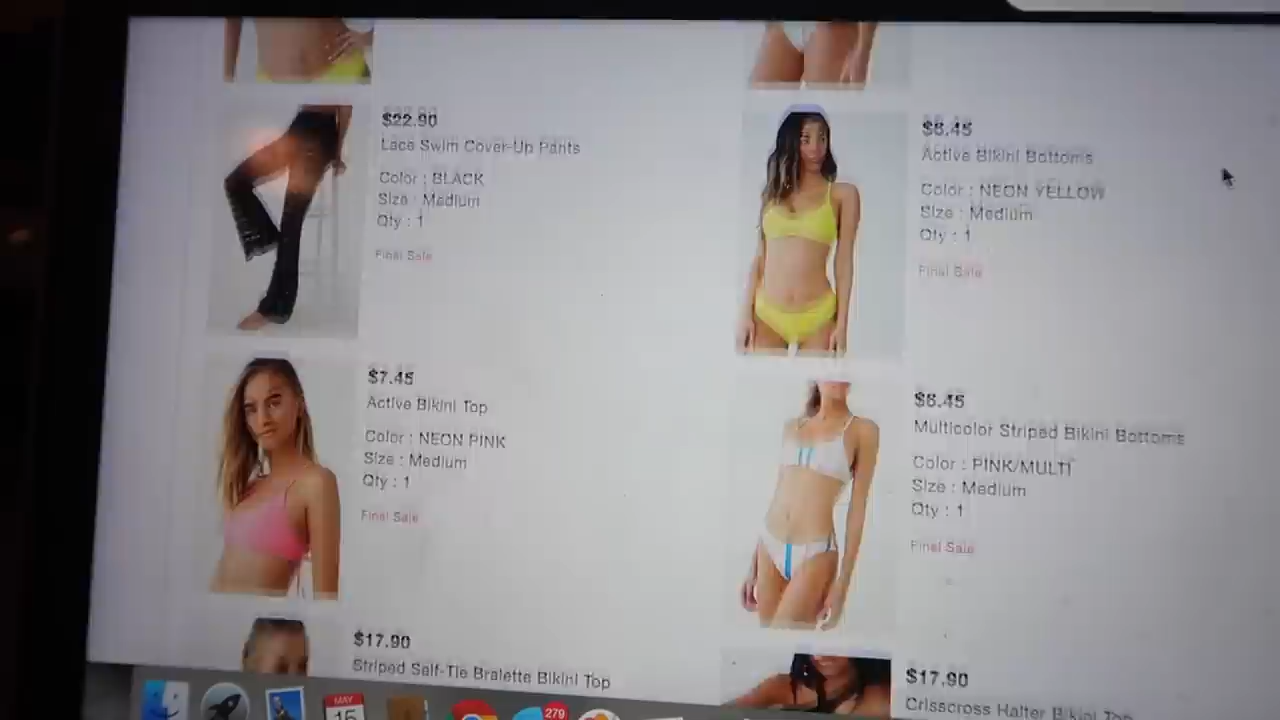 $22.90
Lace Swim Cover-Up Pants
Color : BLACK
Size : Medium
Qty : 1
Final Sale
$6.45
Active Bikini Bottoms
Color : NEON YELLOW
Size : Medium
Qty : 1
Final Sale
$7.45
Active Bikini Top
Color : NEON PINK
Size : Medium
Qty : 1
Final Sale
$6.45
Multicolor Striped Bikini Bottoms
Color : PINK/MULTI
Size : Medium
Qty : 1
Final Sale
$17.90
Striped Self-Tie Bralette Bikini Top
$17.90
Crisscross Halter Bikini Top
MAY
15
279